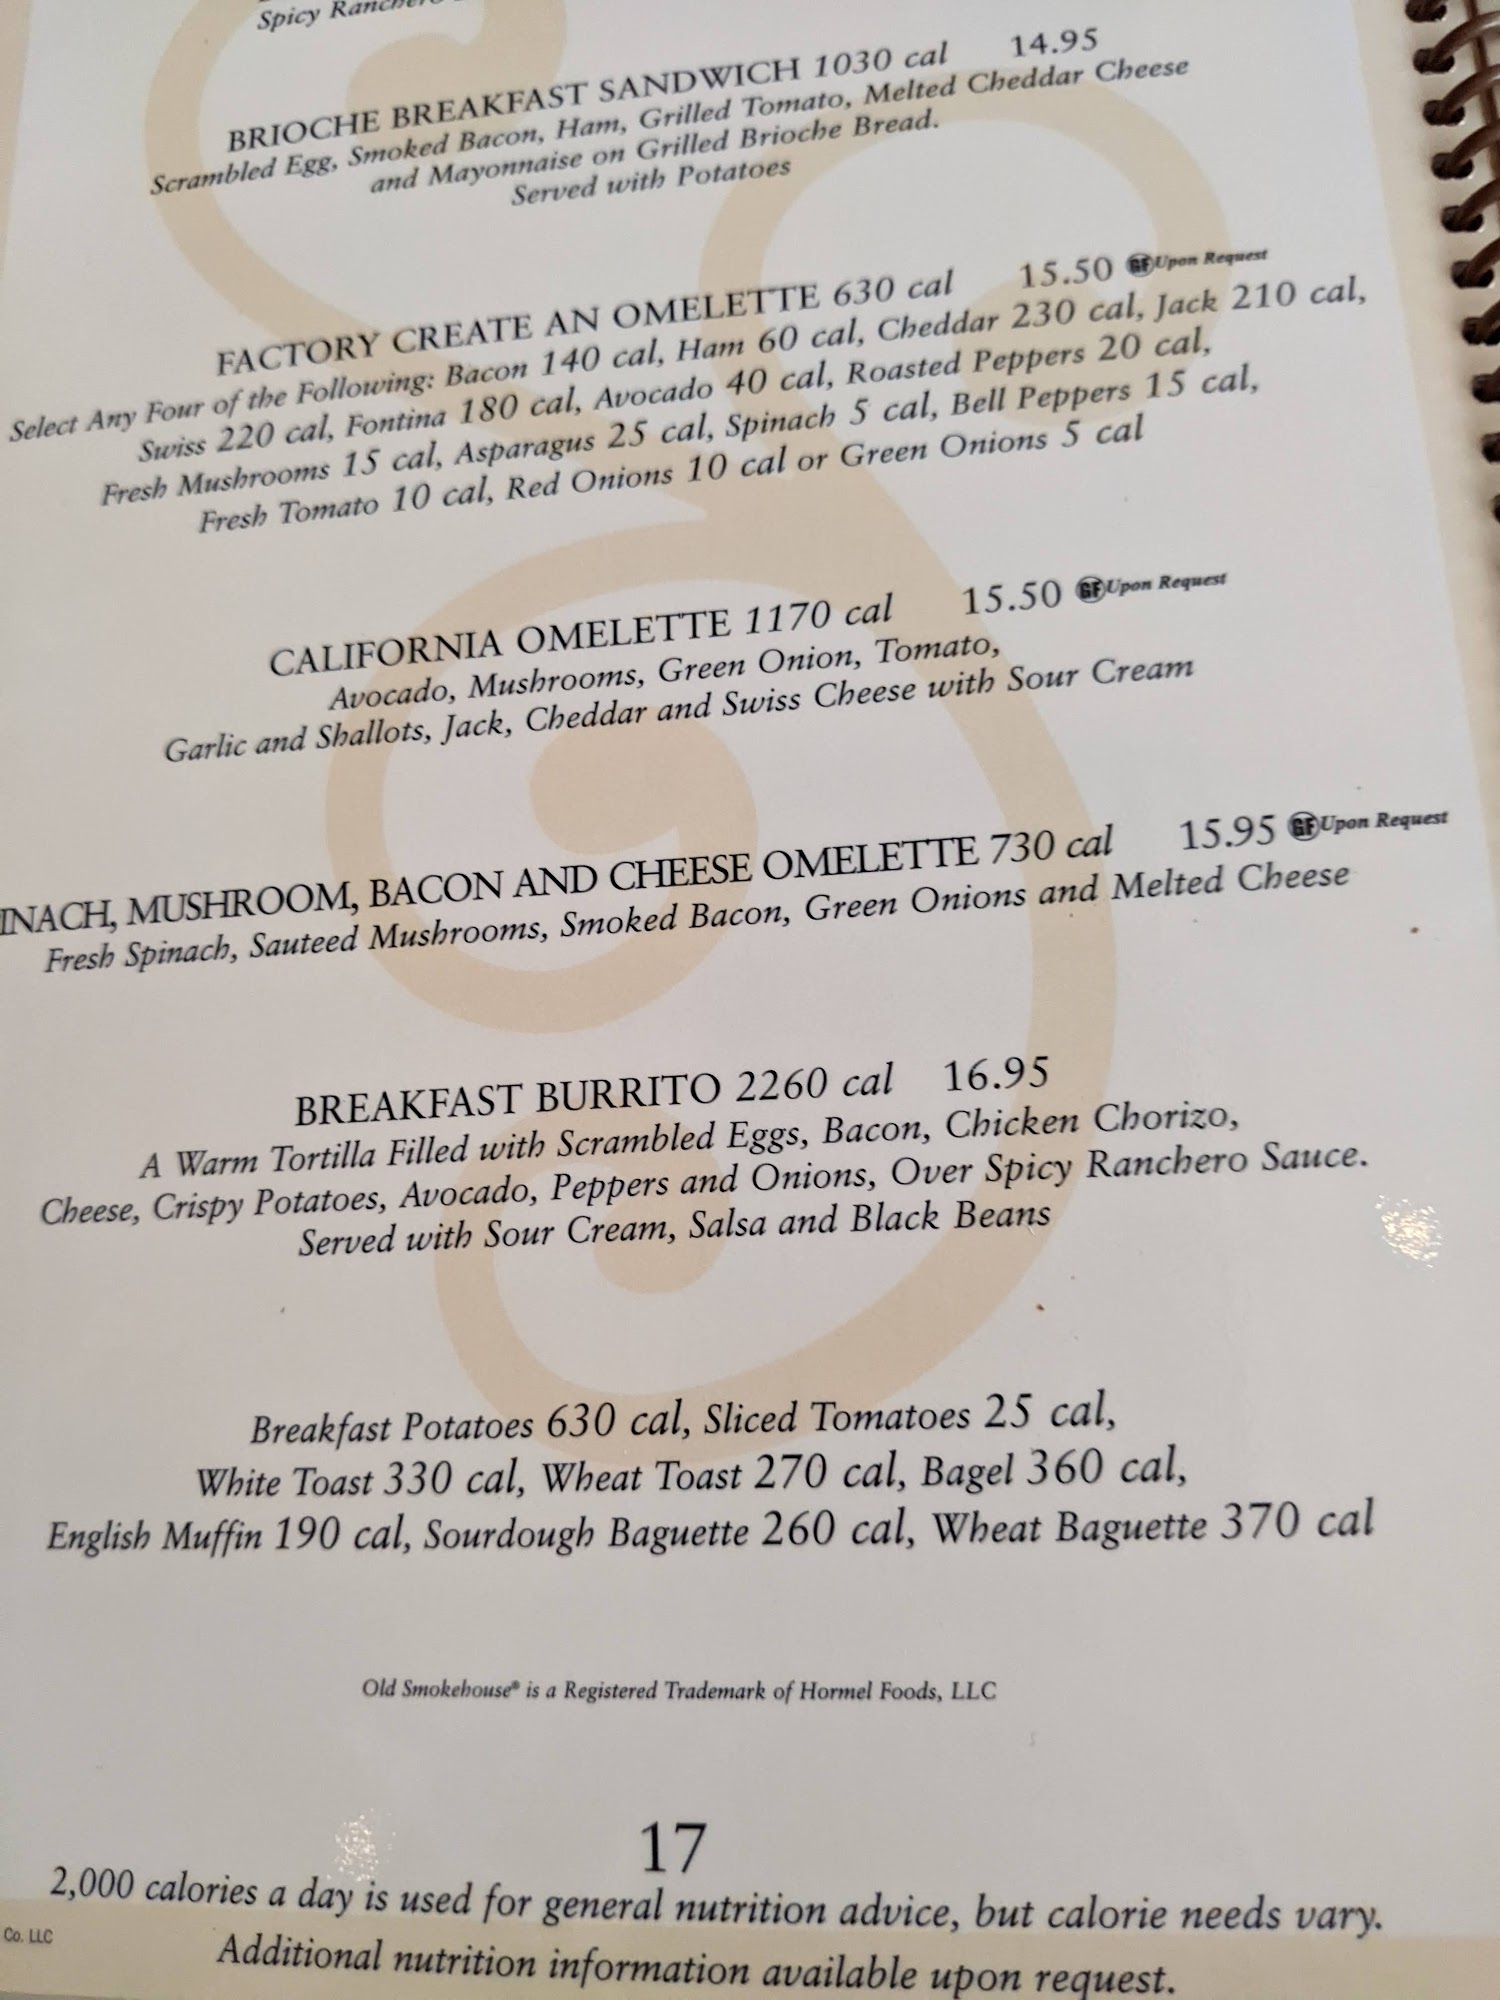 Spicy Ranchero
BRIOCHE BREAKFAST SANDWICH 1030 cal 14.95
Scrambled Egg, Smoked Bacon, Ham, Grilled Tomato, Melted Cheddar Cheese
and Mayonnaise on Grilled Brioche Bread.
Served with Potatoes
FACTORY CREATE AN OMELETTE 630 cal 15.50 GF Upon Request
Select Any Four of the Following: Bacon 140 cal, Ham 60 cal, Cheddar 230 cal, Jack 210 cal,
Swiss 220 cal, Fontina 180 cal, Avocado 40 cal, Roasted Peppers 20 cal,
Fresh Mushrooms 15 cal, Asparagus 25 cal, Spinach 5 cal, Bell Peppers 15 cal,
Fresh Tomato 10 cal, Red Onions 10 cal or Green Onions 5 cal
CALIFORNIA OMELETTE 1170 cal 15.50 GF Upon Request
Avocado, Mushrooms, Green Onion, Tomato,
Garlic and Shallots, Jack, Cheddar and Swiss Cheese with Sour Cream
INACH, MUSHROOM, BACON AND CHEESE OMELETTE 730 cal 15.95 GF Upon Request
Fresh Spinach, Sauteed Mushrooms, Smoked Bacon, Green Onions and Melted Cheese
BREAKFAST BURRITO 2260 cal 16.95
A Warm Tortilla Filled with Scrambled Eggs, Bacon, Chicken Chorizo,
Cheese, Crispy Potatoes, Avocado, Peppers and Onions, Over Spicy Ranchero Sauce.
Served with Sour Cream, Salsa and Black Beans
Breakfast Potatoes 630 cal, Sliced Tomatoes 25 cal,
White Toast 330 cal, Wheat Toast 270 cal, Bagel 360 cal,
English Muffin 190 cal, Sourdough Baguette 260 cal, Wheat Baguette 370 cal
Old Smokehouse® is a Registered Trademark of Hormel Foods, LLC
17
2,000 calories a day is used for general nutrition advice, but calorie needs vary.
Co. LLC
Additional nutrition information available upon request.